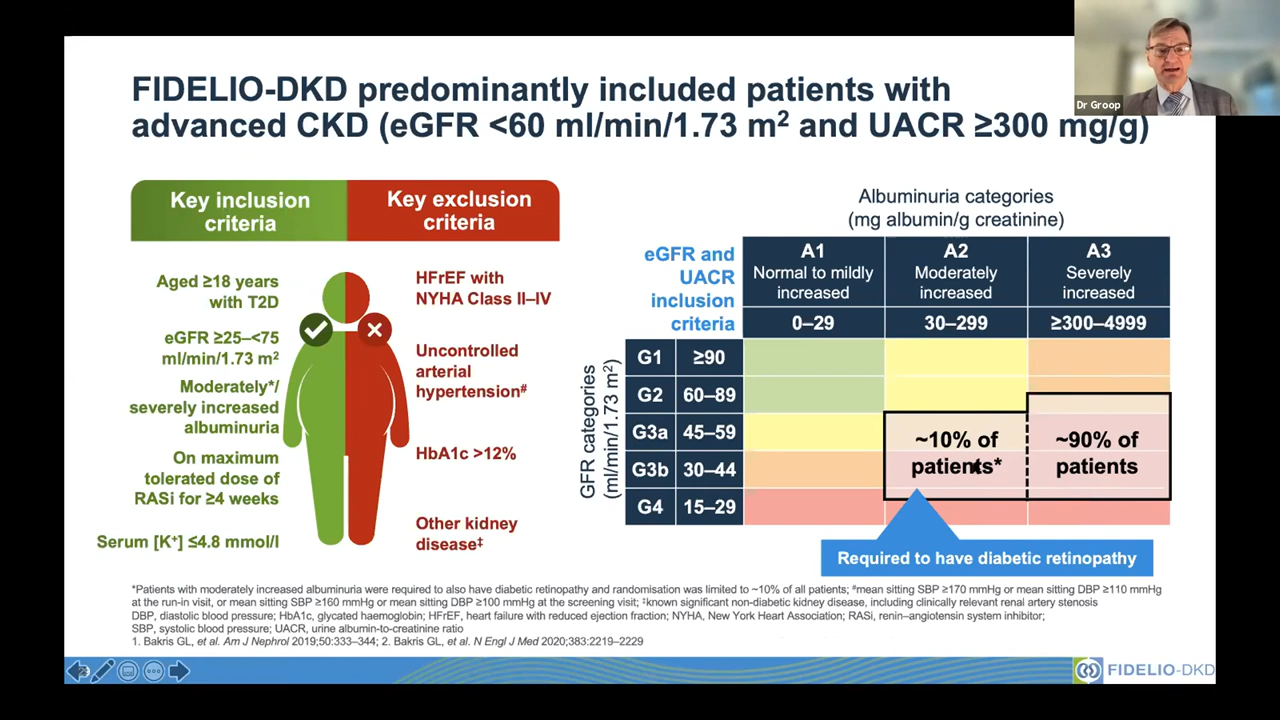 Dr Groop
FIDELIO-DKD predominantly included patients with
advanced CKD (eGFR <60 ml/min/1.73 m² and UACR ≥300 mg/g)
Key inclusion
criteria
Key exclusion
criteria
Aged ≥18 years
with T2D
eGFR ≥25–<75
ml/min/1.73 m²
Moderately*/
severely increased
albuminuria
On maximum
tolerated dose of
RASi for ≥4 weeks
Serum [K⁺] ≤4.8 mmol/l
HFrEF with
NYHA Class II–IV
Uncontrolled
arterial
hypertension#
HbA1c >12%
Other kidney
disease‡
Albuminuria categories
(mg albumin/g creatinine)
eGFR and
UACR
inclusion
criteria
A1
Normal to mildly
increased
0–29
A2
Moderately
increased
30–299
A3
Severely
increased
≥300–4999
GFR categories
(ml/min/1.73 m²)
G1 ≥90
G2 60–89
G3a 45–59
G3b 30–44
G4 15–29
~10% of
patients*
~90% of
patients
Required to have diabetic retinopathy
*Patients with moderately increased albuminuria were required to also have diabetic retinopathy and randomisation was limited to ~10% of all patients; #mean sitting SBP ≥170 mmHg or mean sitting DBP ≥110 mmHg
at the run-in visit, or mean sitting SBP ≥160 mmHg or mean sitting DBP ≥100 mmHg at the screening visit; ‡known significant non-diabetic kidney disease, including clinically relevant renal artery stenosis
DBP, diastolic blood pressure; HbA1c, glycated haemoglobin; HFrEF, heart failure with reduced ejection fraction; NYHA, New York Heart Association; RASi, renin–angiotensin system inhibitor;
SBP, systolic blood pressure; UACR, urine albumin-to-creatinine ratio
1. Bakris GL, et al. Am J Nephrol 2019;50:333–344; 2. Bakris GL, et al. N Engl J Med 2020;383:2219–2229
FIDELIO-DKD